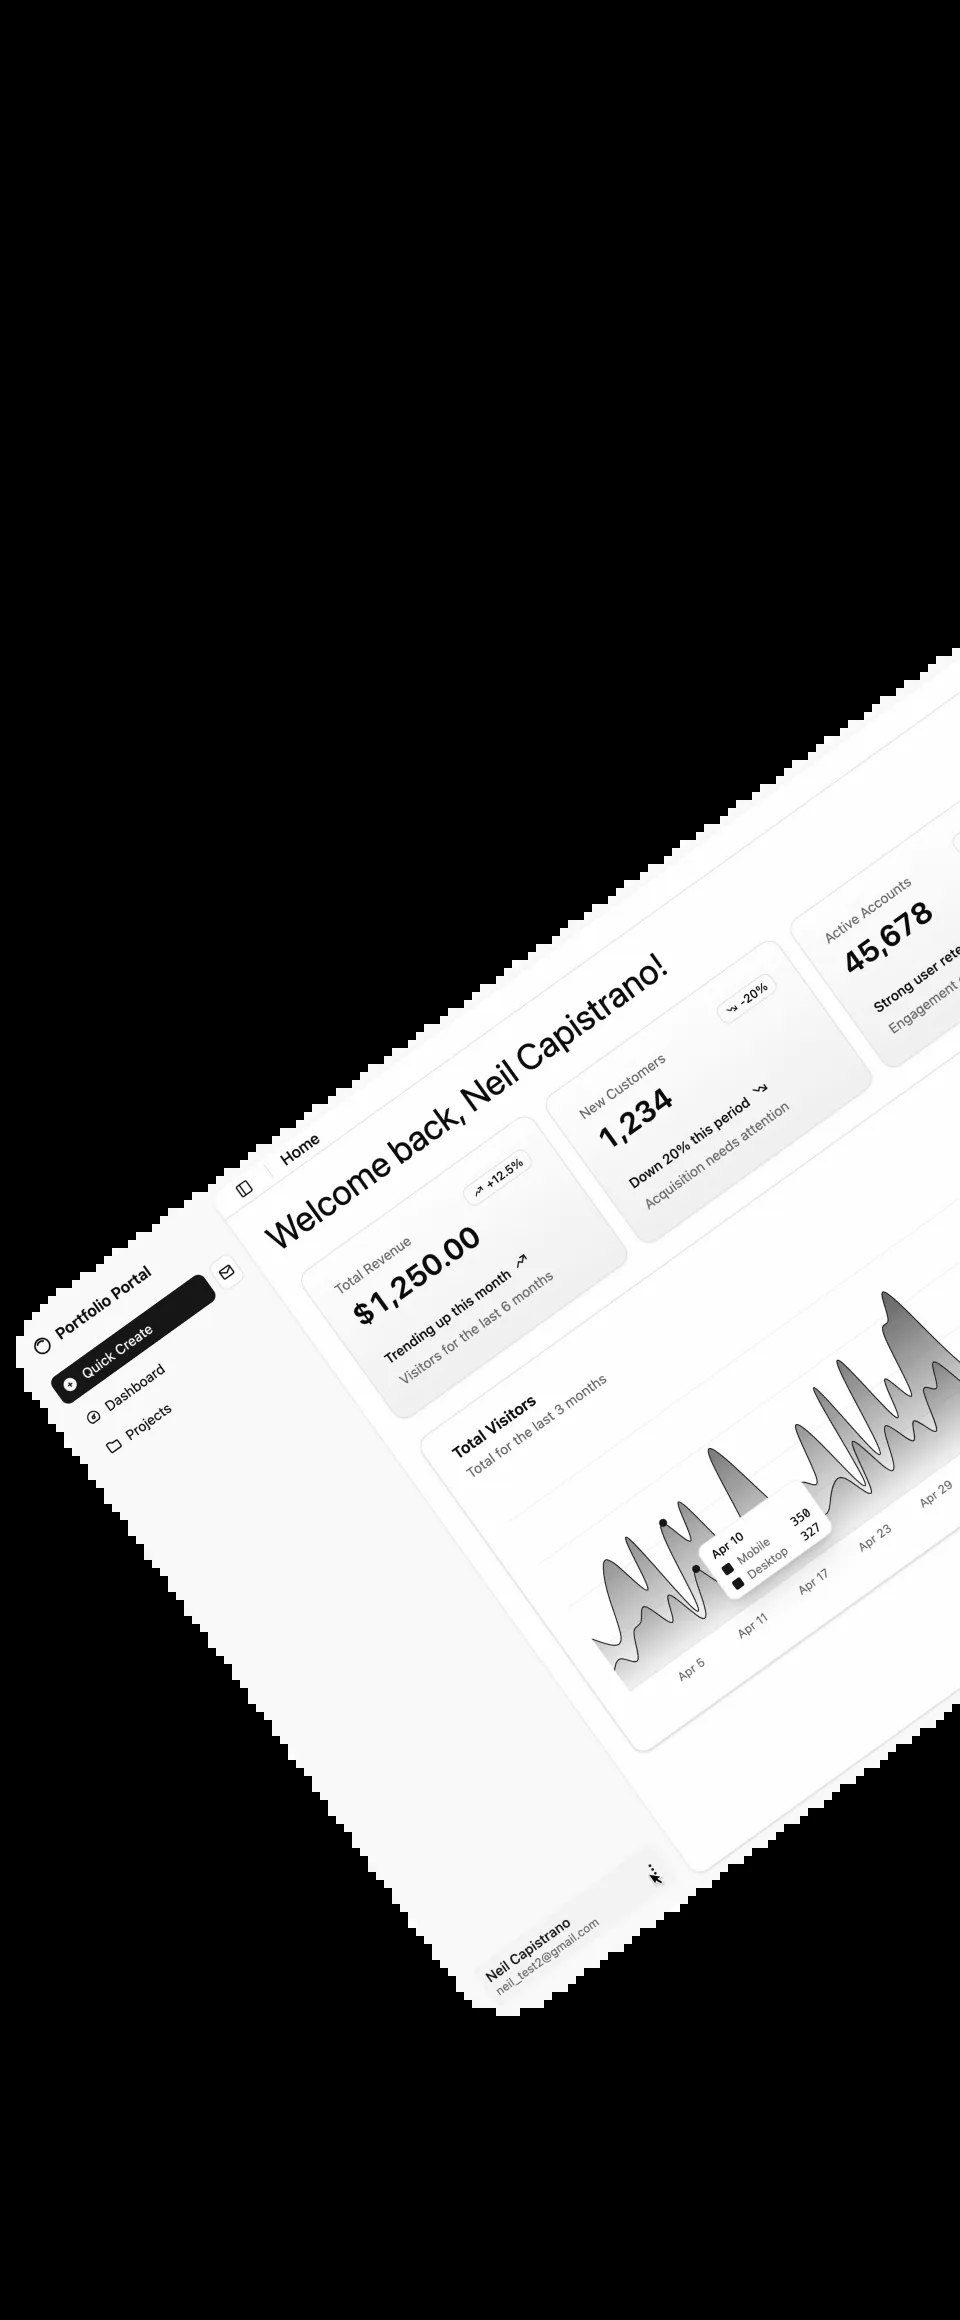 Portfolio Portal
Quick Create
Dashboard
Projects
Neil Capistrano
neil_test2@gmail.com
Home
Welcome back, Neil Capistrano!
Total Revenue
+12.5%
$1,250.00
Trending up this month
Visitors for the last 6 months
New Customers
-20%
1,234
Down 20% this period
Acquisition needs attention
Active Accounts
45,678
Strong user
Engagement
Total Visitors
Total for the last 3 months
Apr 10
Mobile 350
Desktop 327
Apr 5
Apr 11
Apr 17
Apr 23
Apr 29